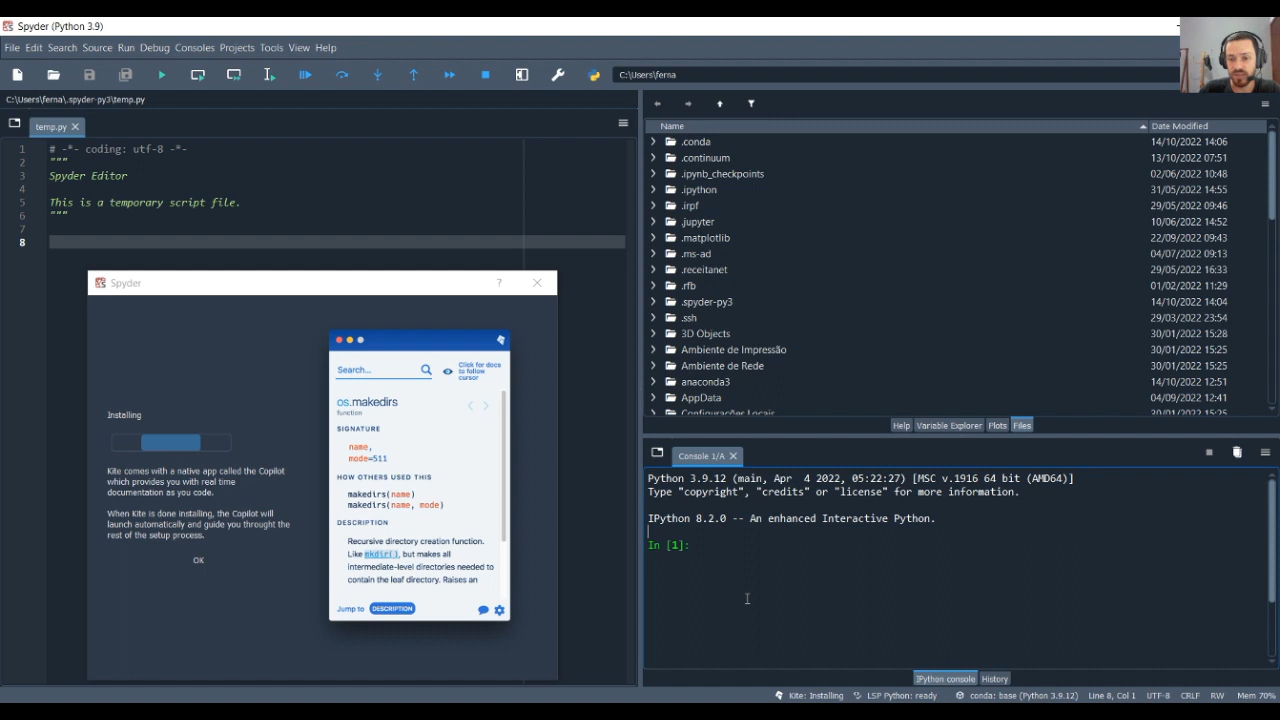 Spyder (Python 3.9)
File Edit Search Source Run Debug Consoles Projects Tools View Help
C:\Users\ferna
C:\Users\ferna\.spyder-py3\temp.py
temp.py
1 # -*- coding: utf-8 -*-
2 """
3 Spyder Editor
4
5 This is a temporary script file.
6 """
7
8
Spyder
?
Installing
Kite comes with a native app called the Copilot
which provides you with real time
documentation as you code.
When Kite is done installing, the Copilot will
launch automatically and guide you throught the
rest of the setup process.
OK
Search...
Click for docs
to follow
cursor
os.makedirs
function
SIGNATURE
name,
mode=511
HOW OTHERS USED THIS
makedirs(name)
makedirs(name, mode)
DESCRIPTION
Recursive directory creation function.
Like mkdir(), but makes all
intermediate-level directories needed to
contain the leaf directory. Raises an
Jump to DESCRIPTION
Name Date Modified
.conda 14/10/2022 14:06
.continuum 13/10/2022 07:51
.ipynb_checkpoints 02/06/2022 10:48
.ipython 31/05/2022 14:55
.irpf 29/05/2022 09:46
.jupyter 10/06/2022 14:52
.matplotlib 22/09/2022 09:43
.ms-ad 04/07/2022 09:13
.receitanet 29/05/2022 16:33
.rfb 01/02/2022 11:29
.spyder-py3 14/10/2022 14:04
.ssh 29/03/2022 23:54
3D Objects 30/01/2022 15:28
Ambiente de Impressão 30/01/2022 15:25
Ambiente de Rede 30/01/2022 15:25
anaconda3 14/10/2022 12:51
AppData 04/09/2022 12:41
Configurações Locais 30/01/2022 15:25
Help Variable Explorer Plots Files
Console 1/A
Python 3.9.12 (main, Apr 4 2022, 05:22:27) [MSC v.1916 64 bit (AMD64)]
Type "copyright", "credits" or "license" for more information.
IPython 8.2.0 -- An enhanced Interactive Python.
In [1]:
IPython console History
Kite: Installing LSP Python: ready conda: base (Python 3.9.12) Line 8, Col 1 UTF-8 CRLF RW Mem 70%